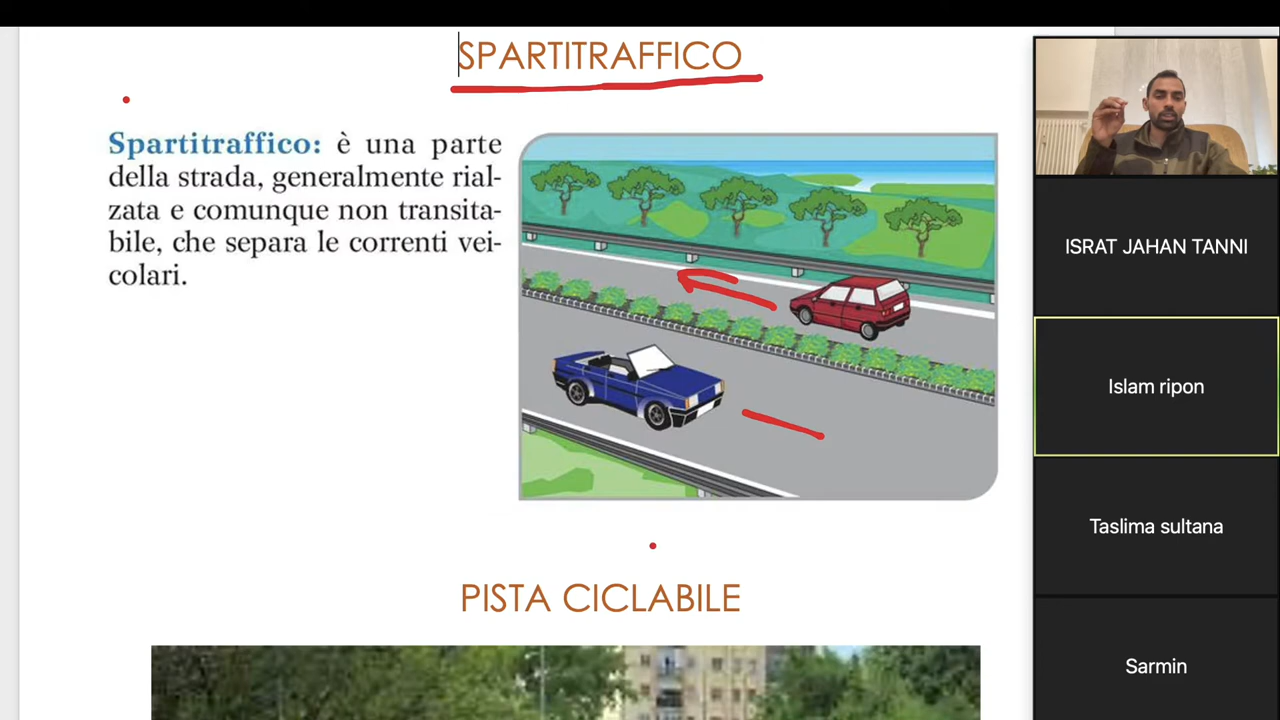 SPARTITRAFFICO
Spartitraffico: è una parte
della strada, generalmente rial-
zata e comunque non transita-
bile, che separa le correnti vei-
colari.
PISTA CICLABILE
ISRAT JAHAN TANNI
Islam ripon
Taslima sultana
Sarmin